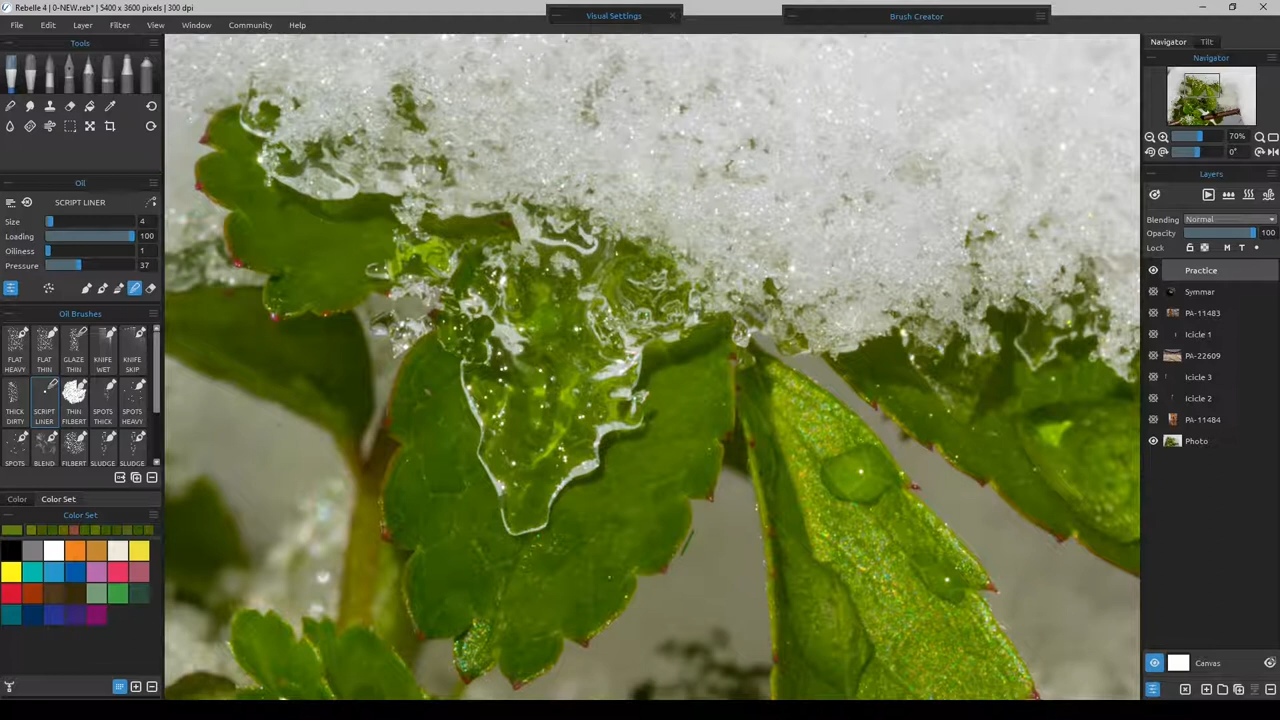 Rebelle 4 | 0-NEW.reb* | 5400 x 3600 pixels | 300 dpi
Visual Settings
Brush Creator
File Edit Layer Filter View Window Community Help
Tools
Oil
SCRIPT LINER
Size 4
Loading 100
Oiliness 1
Pressure 37
Oil Brushes
FLAT HEAVY
FLAT THIN
GLAZE THIN
KNIFE WET
KNIFE SKIP
THICK DIRTY
SCRIPT LINER
THIN FILBERT
SPOTS THICK
SPOTS HEAVY
SPOTS
BLEND
FILBERT
SLUDGE
SLUDGE
Color Color Set
Color Set
Navigator Tilt
Navigator
70%
0°
Layers
Blending Normal
Opacity 100
Lock M T
Practice
Symmar
PA-11483
Icicle 1
PA-22609
Icicle 3
Icicle 2
PA-11484
Photo
Canvas